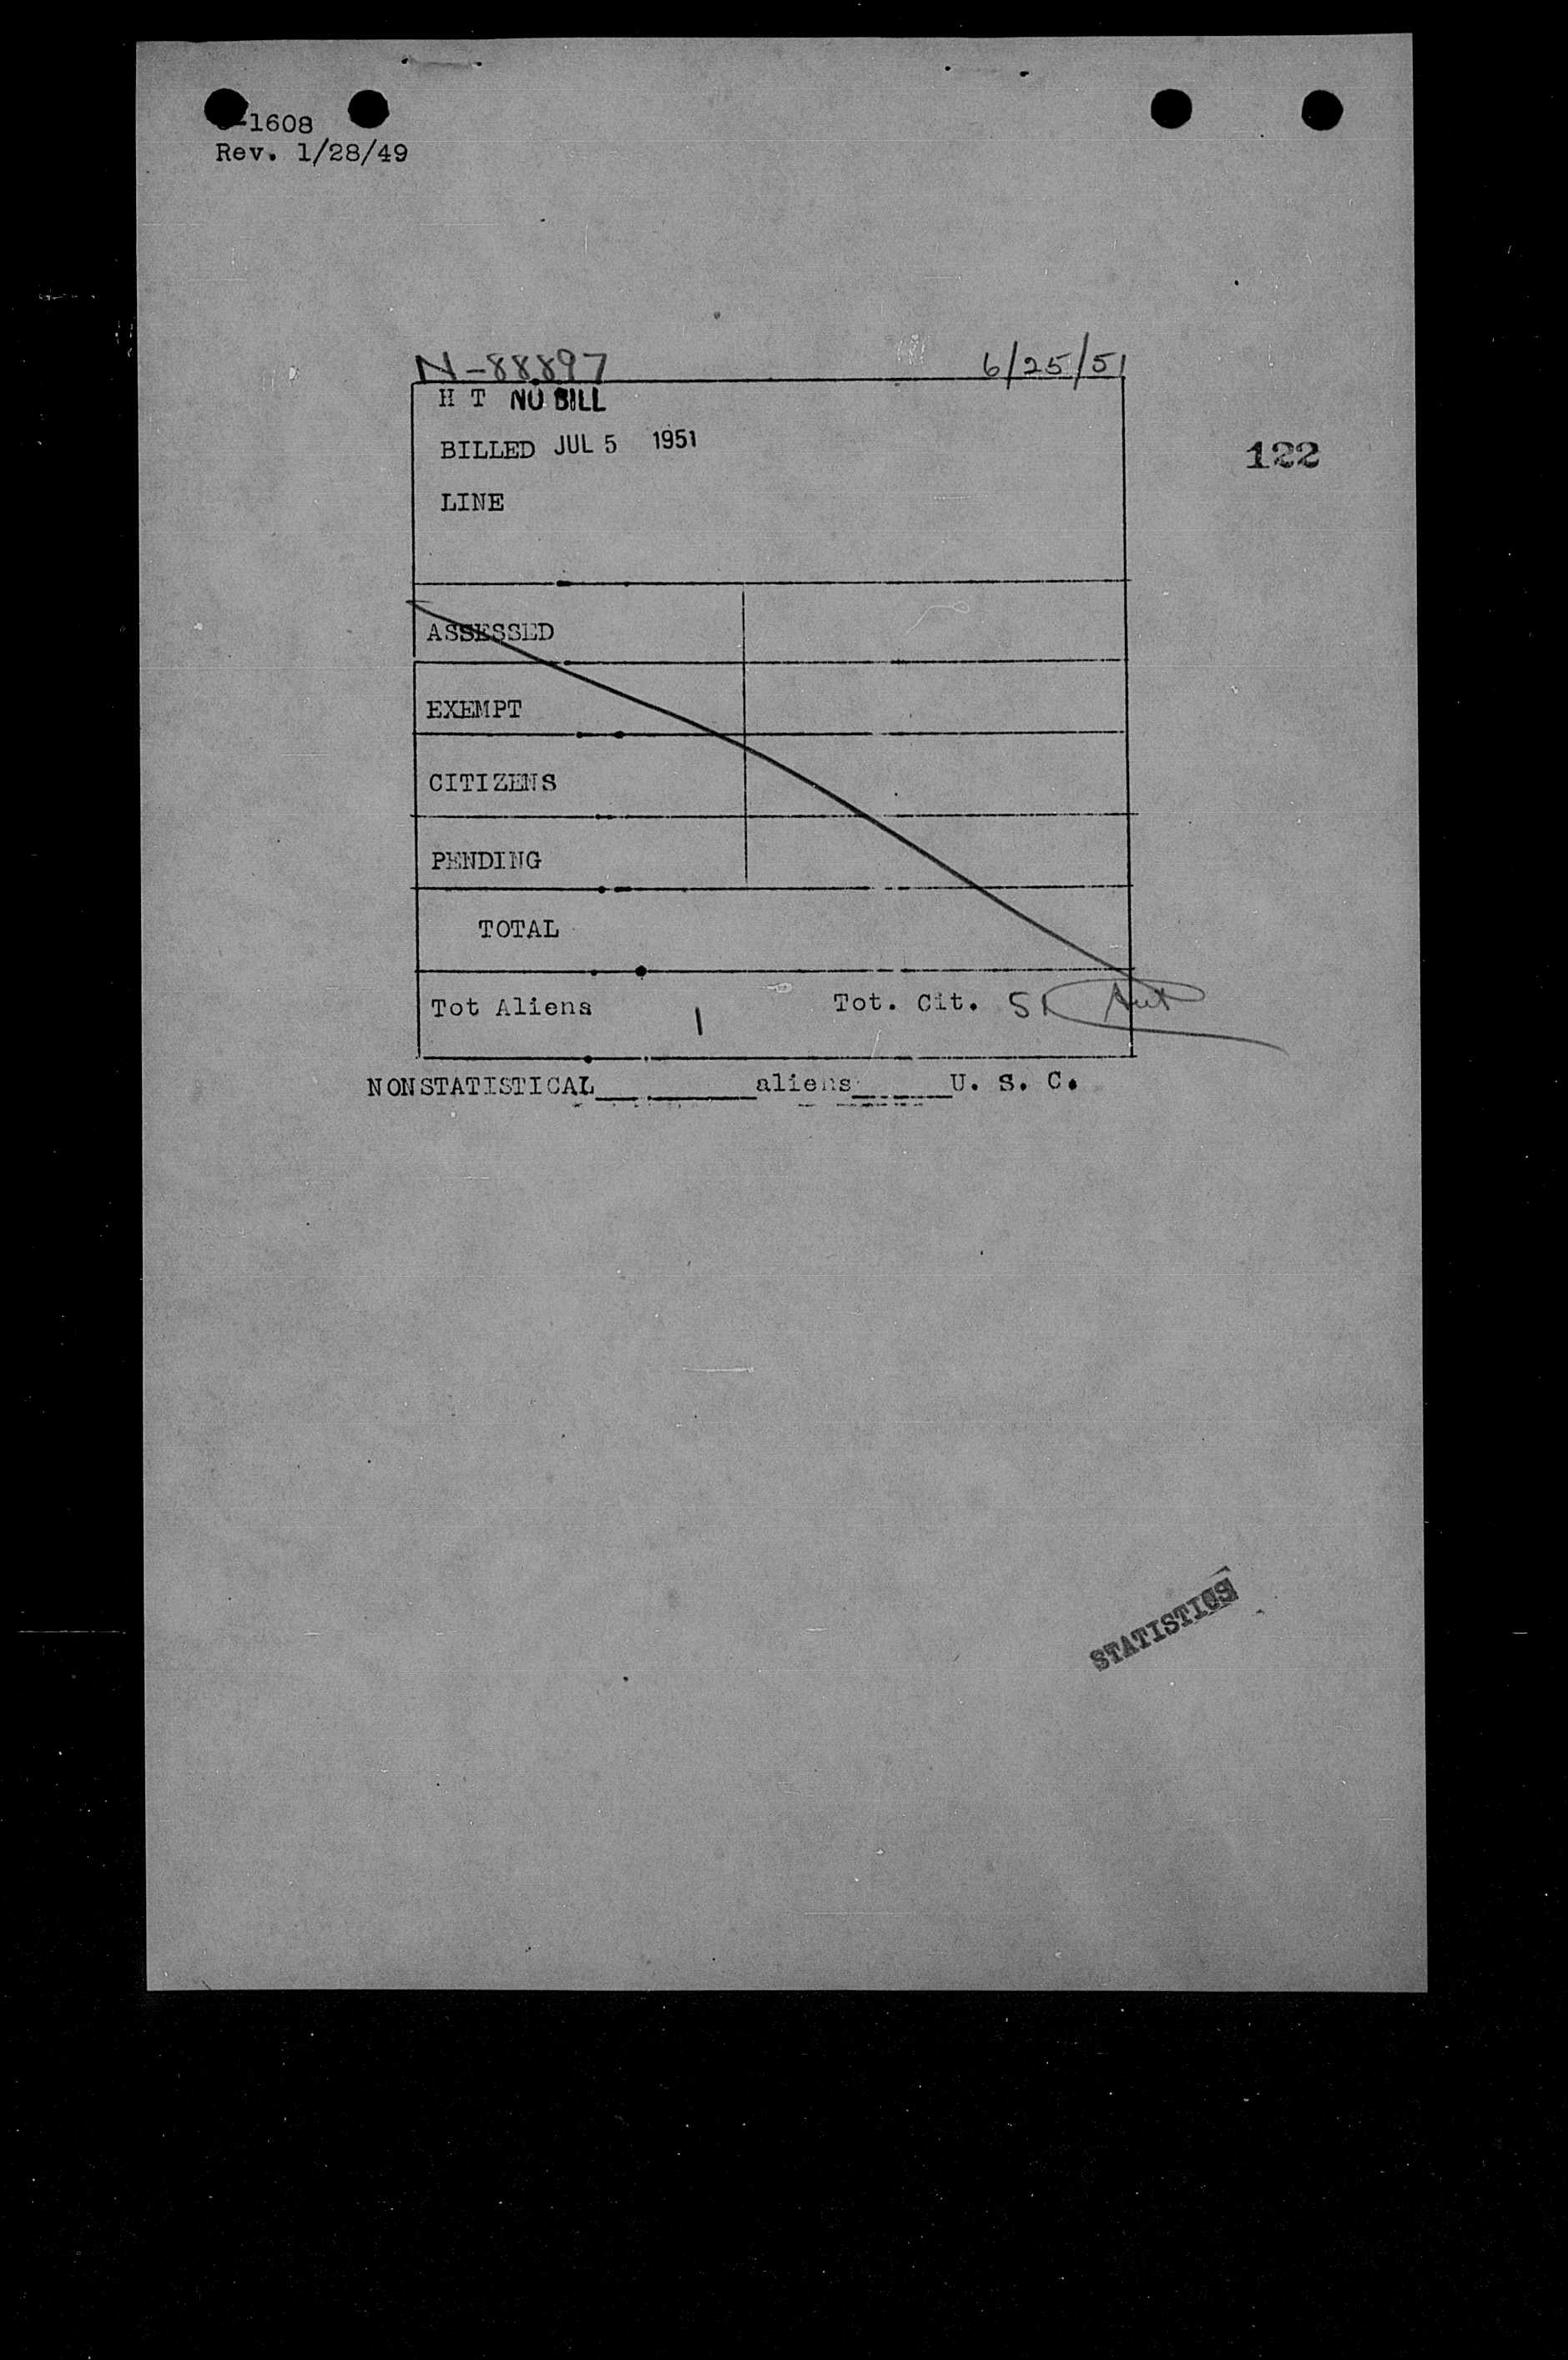 -1608
Rev. 1/28/49
N-88897 6/25/51
H T NO BILL
BILLED JUL 5 1951
122
LINE
ASSESSED
EXEMPT
CITIZENS
PENDING
TOTAL
Tot Aliens 1 Tot. Cit. 51
NONSTATISTICAL aliens U. S. C.
STATISTICS